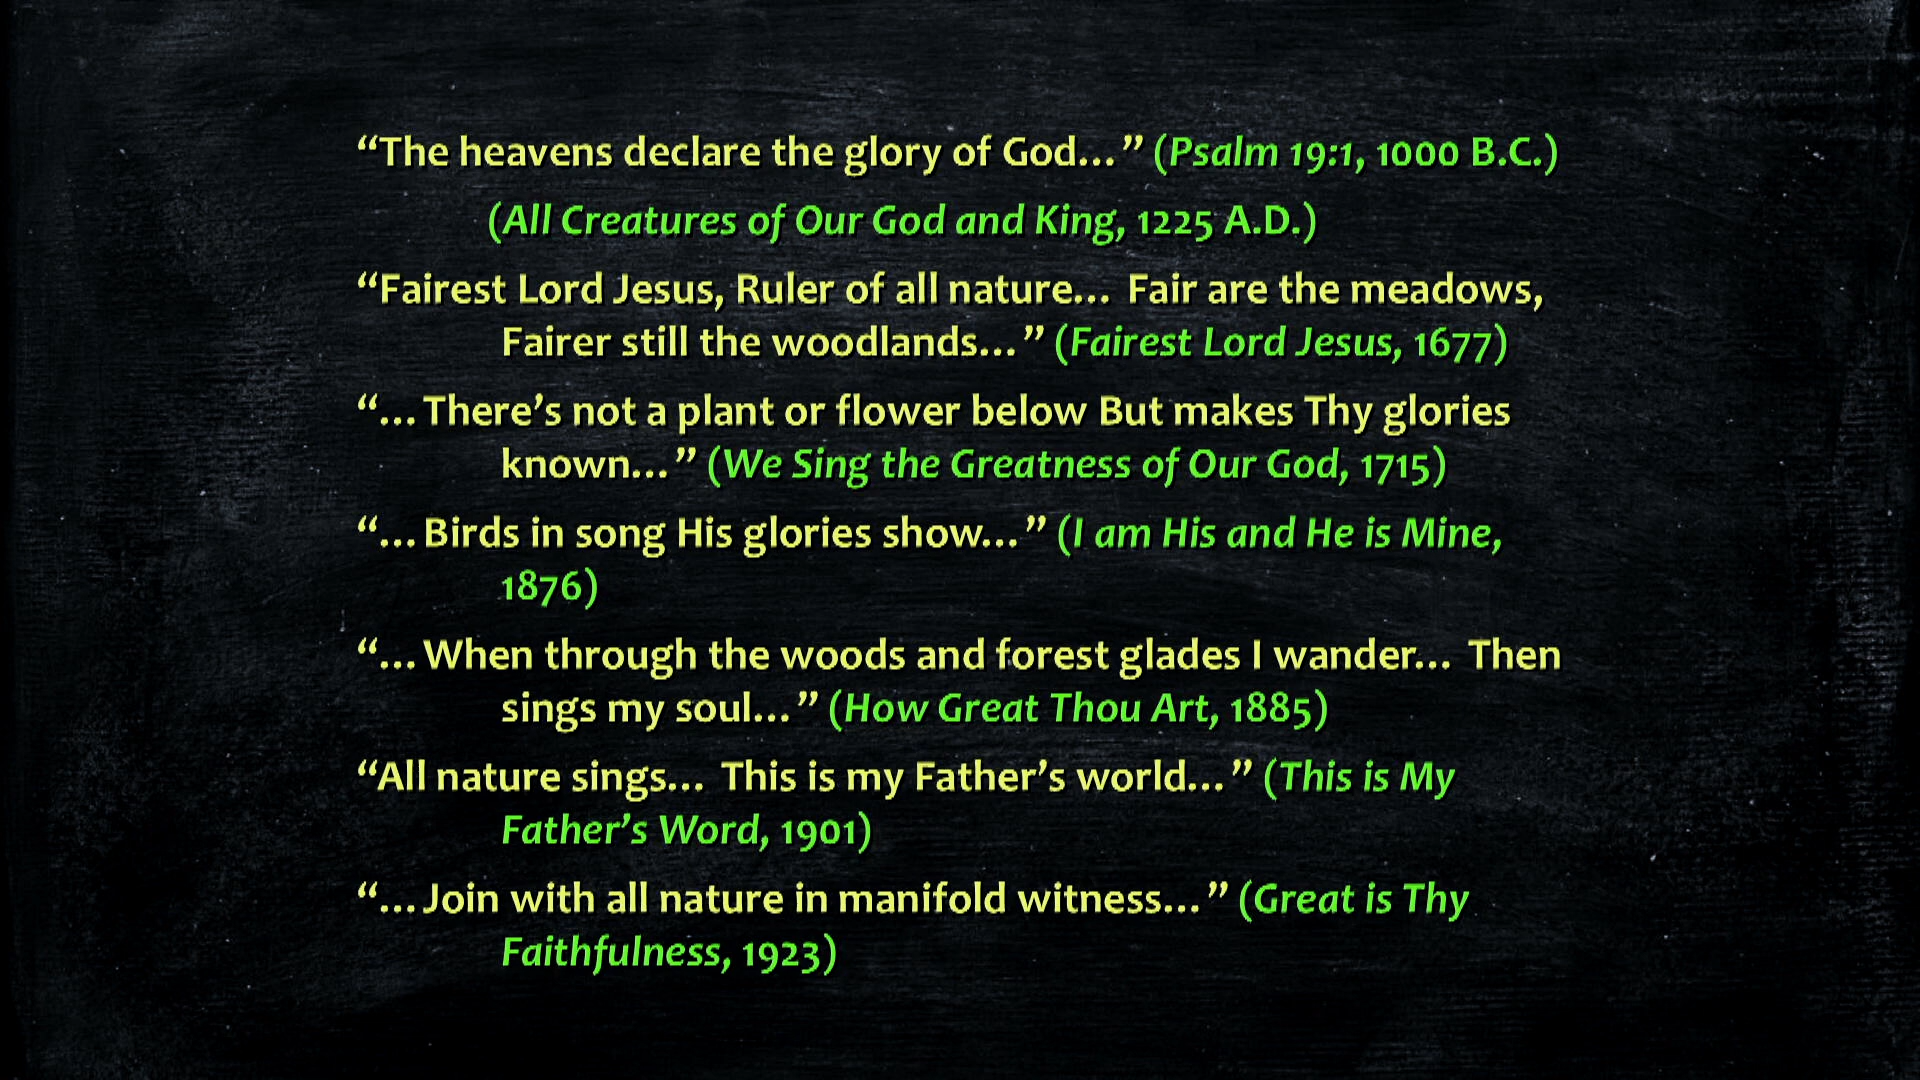 “The heavens declare the glory of God…” (Psalm 19:1, 1000 B.C.)
(All Creatures of Our God and King, 1225 A.D.)
“Fairest Lord Jesus, Ruler of all nature… Fair are the meadows,
Fairer still the woodlands…” (Fairest Lord Jesus, 1677)
“…There’s not a plant or flower below But makes Thy glories
known…” (We Sing the Greatness of Our God, 1715)
“…Birds in song His glories show…” (I am His and He is Mine,
1876)
“…When through the woods and forest glades I wander… Then
sings my soul…” (How Great Thou Art, 1885)
“All nature sings… This is my Father’s world…” (This is My
Father’s Word, 1901)
“…Join with all nature in manifold witness…” (Great is Thy
Faithfulness, 1923)